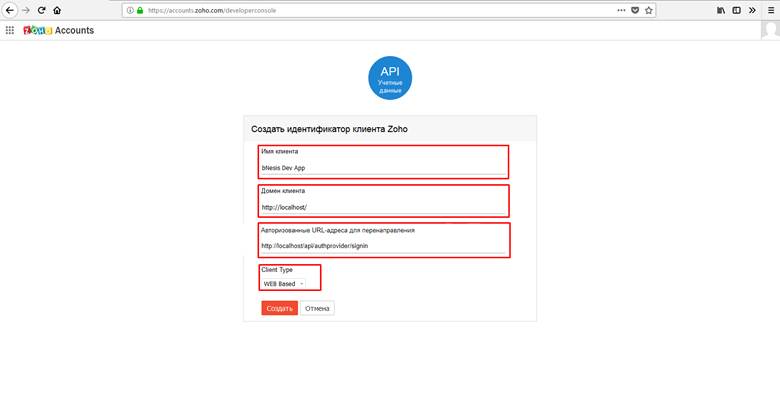 https://accounts.zoho.com/developerconsole
ZOHO Accounts
API
Учетные
данные
Создать идентификатор клиента Zoho
Имя клиента
bNesis Dev App
Домен клиента
http://localhost/
Авторизованные URL-адреса для перенаправления
http://localhost/api/authprovider/signin
Client Type
WEB Based
Создать Отмена